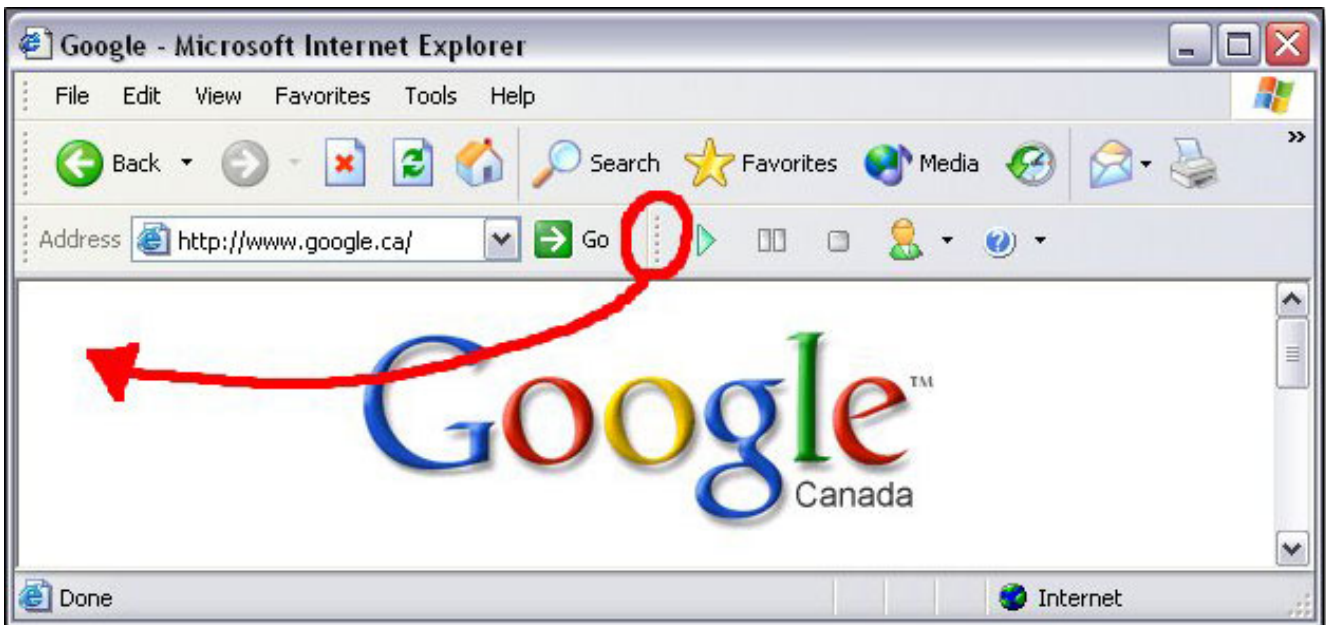 Google - Microsoft Internet Explorer
File Edit View Favorites Tools Help
Back Search Favorites Media
Address http://www.google.ca/ Go
Google™
Canada
Done Internet